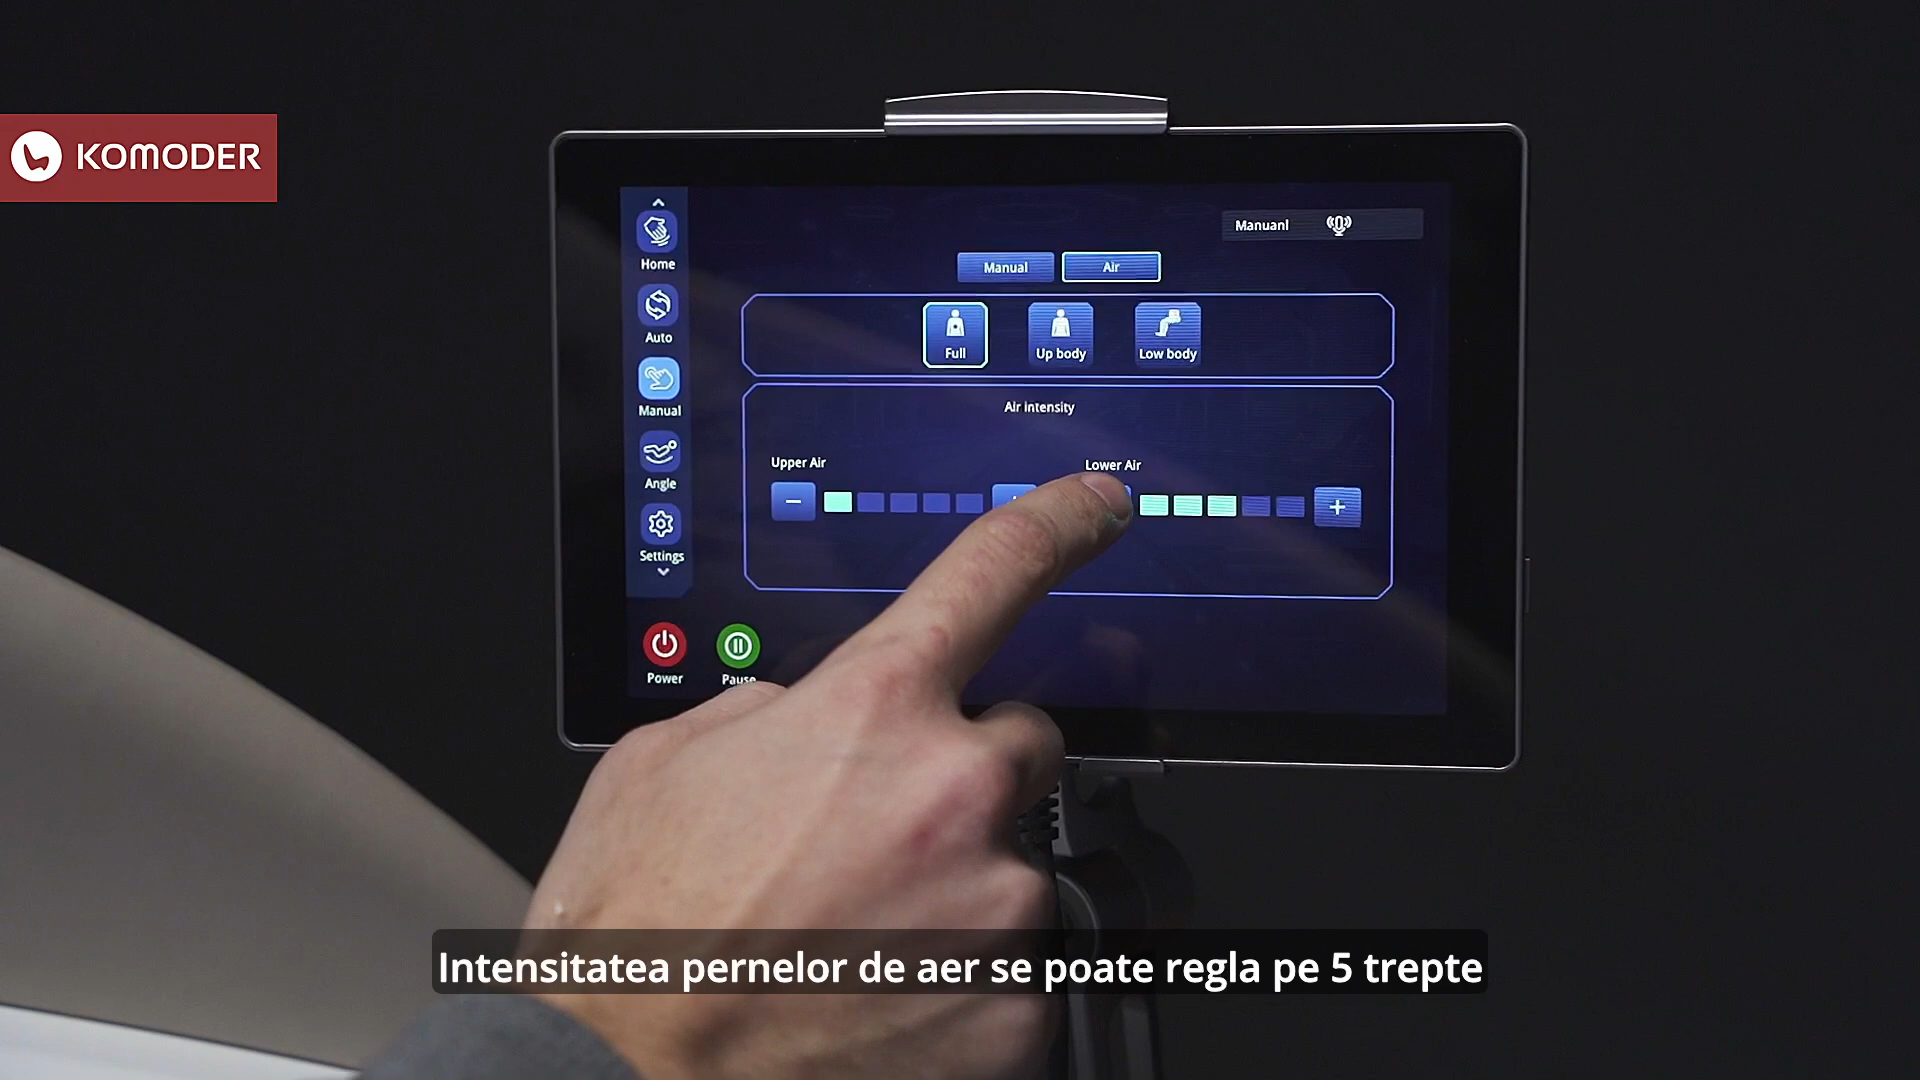 KOMODER
Manuanl
Home
Manual
Air
Auto
Full
Up body
Low body
Manual
Air intensity
Upper Air
Lower Air
Angle
Settings
Power
Pause
Intensitatea pernelor de aer se poate regla pe 5 trepte